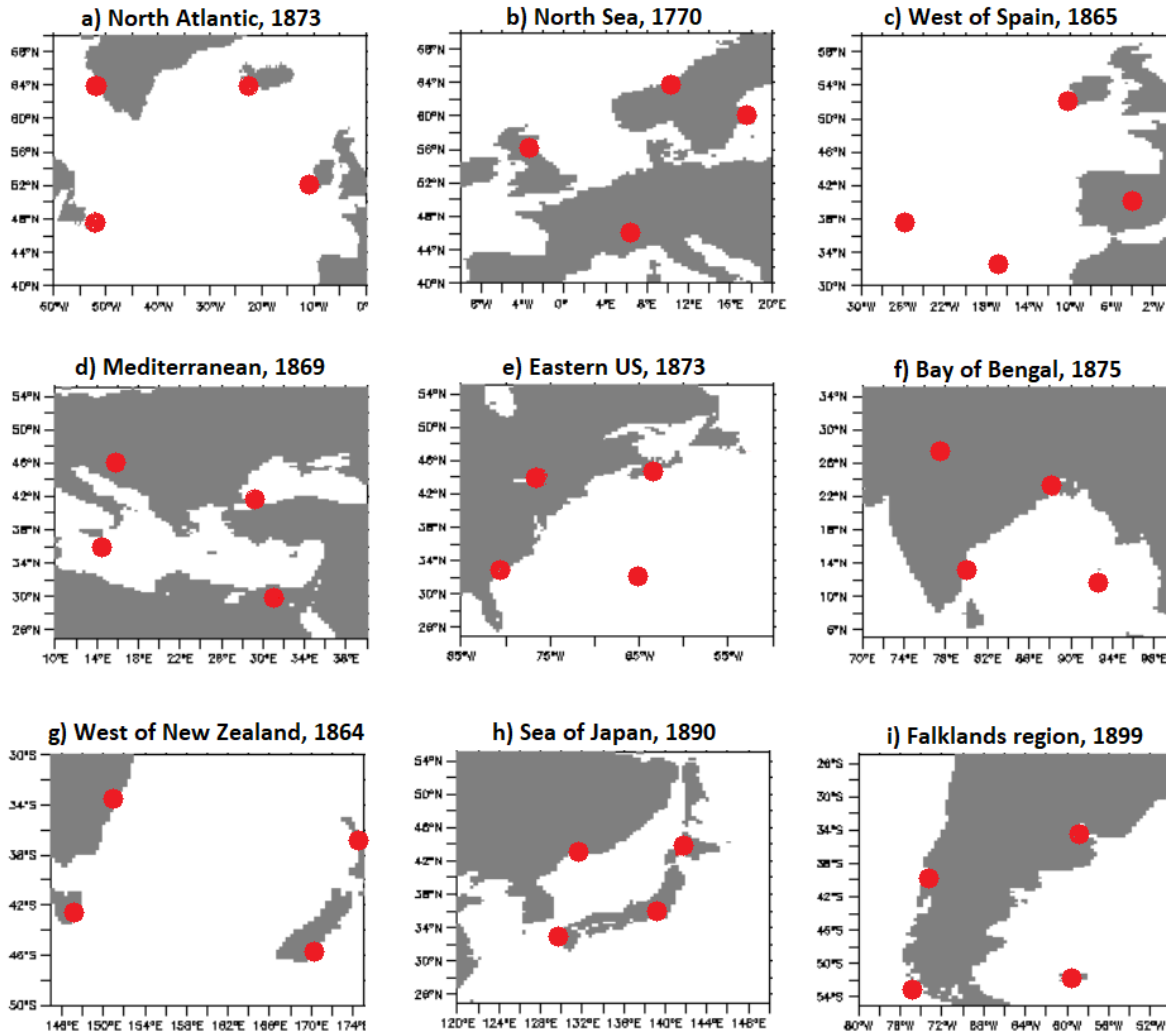 a) North Atlantic, 1873
68°N
64°N
60°N
56°N
52°N
48°N
44°N
40°N
60°W 50°W 40°W 30°W 20°W 10°W 0°
b) North Sea, 1770
68°N
64°N
60°N
56°N
52°N
48°N
44°N
40°N
8°W 4°W 0° 4°E 8°E 12°E 16°E 20°E
c) West of Spain, 1865
58°N
54°N
50°N
46°N
42°N
38°N
34°N
30°N
30°W 26°W 22°W 18°W 14°W 10°W 6°W 2°W
d) Mediterranean, 1869
54°N
50°N
46°N
42°N
38°N
34°N
30°N
26°N
10°E 14°E 18°E 22°E 26°E 30°E 34°E 38°E
e) Eastern US, 1873
54°N
50°N
46°N
42°N
38°N
34°N
30°N
26°N
85°W 75°W 65°W 55°W
f) Bay of Bengal, 1875
34°N
30°N
26°N
22°N
18°N
14°N
10°N
6°N
70°E 74°E 78°E 82°E 86°E 90°E 94°E 98°E
g) West of New Zealand, 1864
30°S
34°S
38°S
42°S
46°S
50°S
146°E 150°E 154°E 158°E 162°E 166°E 170°E 174°E
h) Sea of Japan, 1890
54°N
50°N
46°N
42°N
38°N
34°N
30°N
26°N
120°E 124°E 128°E 132°E 136°E 140°E 144°E 148°E
i) Falklands region, 1899
26°S
30°S
34°S
38°S
42°S
46°S
50°S
54°S
80°W 76°W 72°W 68°W 64°W 60°W 56°W 52°W